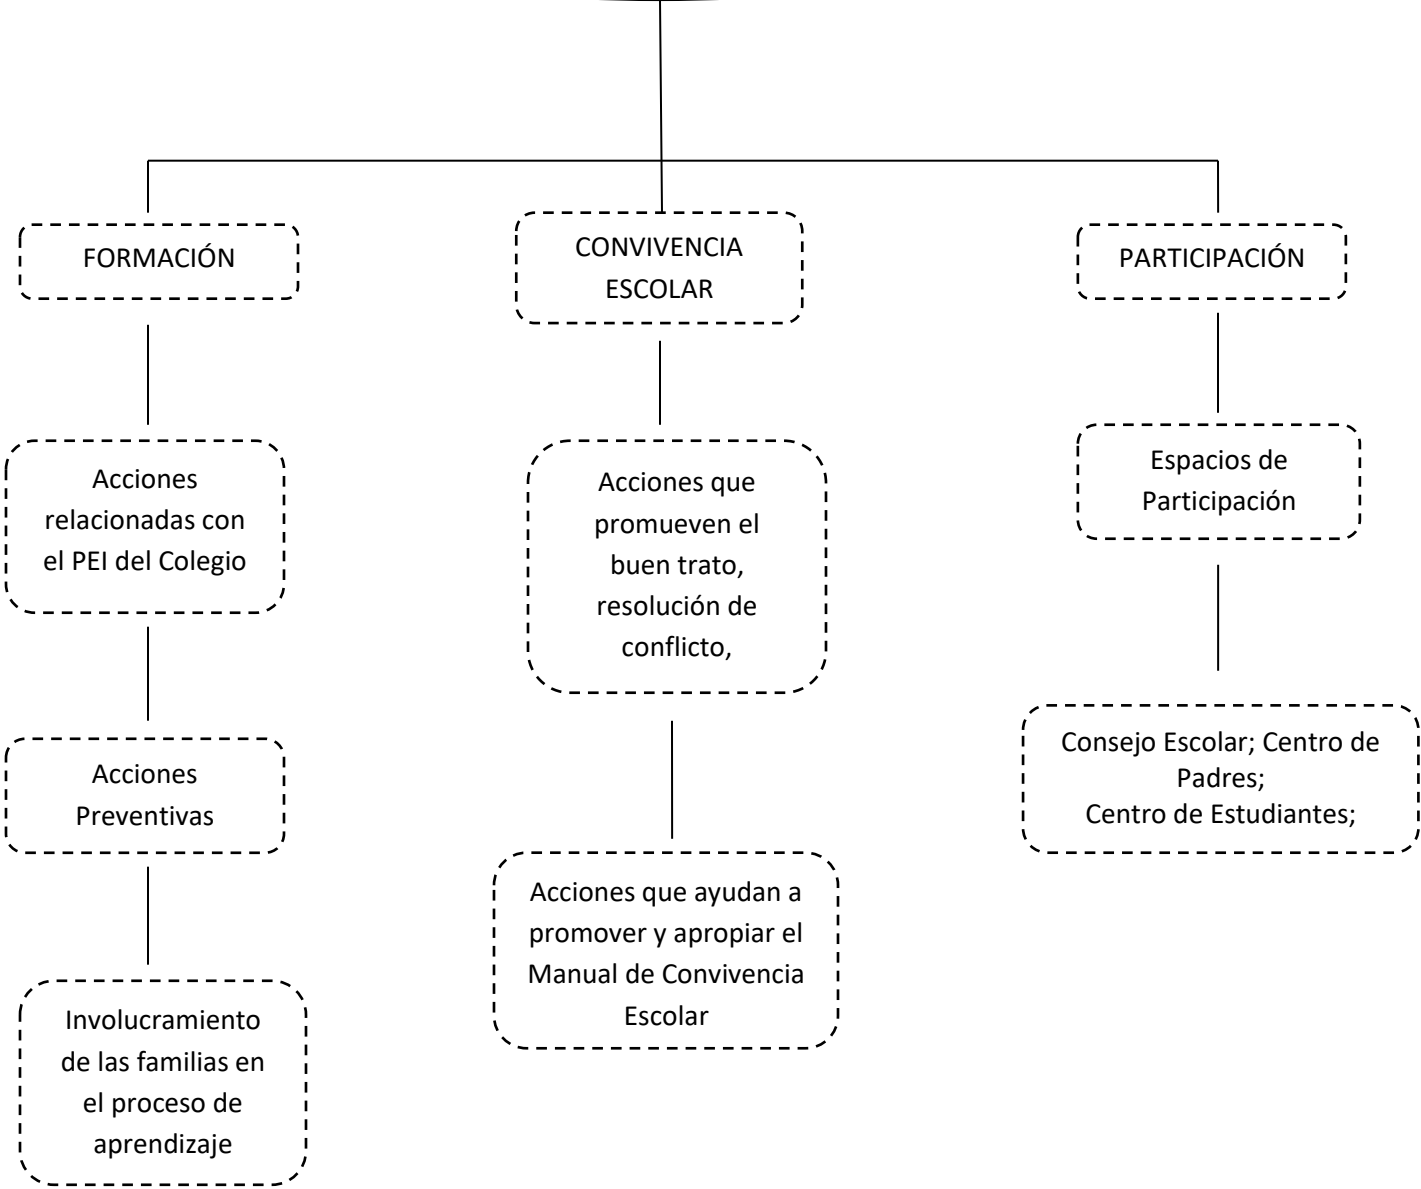 FORMACIÓN
CONVIVENCIA
ESCOLAR
PARTICIPACIÓN
Acciones
relacionadas con
el PEI del Colegio
Acciones que
promueven el
buen trato,
resolución de
conflicto,
Espacios de
Participación
Acciones
Preventivas
Consejo Escolar; Centro de
Padres;
Centro de Estudiantes;
Acciones que ayudan a
promover y apropiar el
Manual de Convivencia
Escolar
Involucramiento
de las familias en
el proceso de
aprendizaje